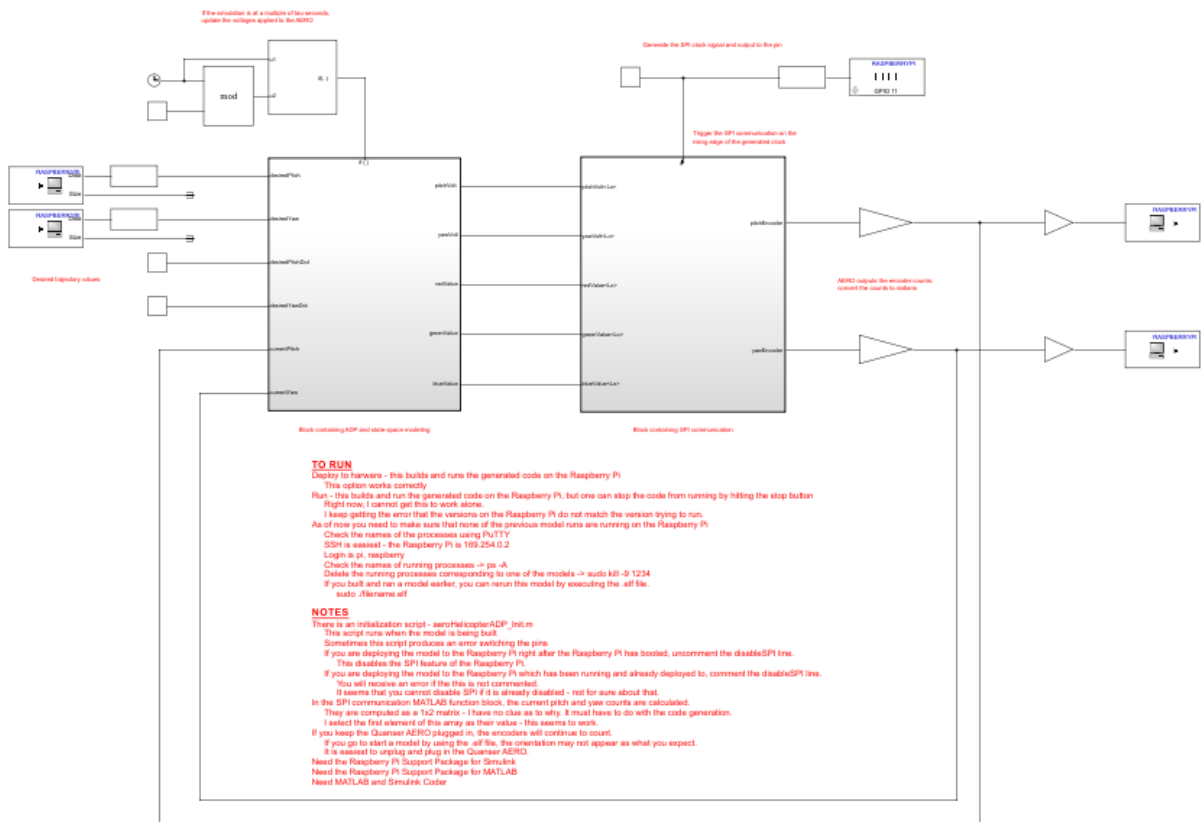 If the simulation is at a multiple of tau seconds,
update the voltages applied to the AERO
u1
u2
if(..)
mod
Generate the SPI clock signal and output to the pin
RASPBERRYPI
GPIO 11
Trigger the SPI communication on the
rising edge of the generated clock
RASPBERRYPI
Data
Size
RASPBERRYPI
Data
Size
Desired trajectory values
if { }
desiredPitch
desiredYaw
desiredPitchDot
desiredYawDot
currentPitch
currentYaw
pitchVolt
yawVolt
redValue
greenValue
blueValue
Block containing ADP and state-space modeling
pitchVolt<Lo>
yawVolt<Lo>
redValue<Lo>
greenValue<Lo>
blueValue<Lo>
pitchEncoder
yawEncoder
Block containing SPI communication
AERO outputs the encoder counts,
convert the counts to radians
RASPBERRYPI
RASPBERRYPI
TO RUN
Deploy to harware - this builds and runs the generated code on the Raspberry Pi
This option works correctly
Run - this builds and run the generated code on the Raspberry Pi, but one can stop the code from running by hitting the stop button
Right now, I cannot get this to work alone.
I keep getting the error that the versions on the Raspberry Pi do not match the version trying to run.
As of now you need to make sure that none of the previous model runs are running on the Raspberry Pi
Check the names of the processes using PuTTY
SSH is easiest - the Raspberry Pi is 169.254.0.2
Login is pi, raspberry
Check the names of running processes -> ps -A
Delete the running processes corresponding to one of the models -> sudo kill -9 1234
If you built and ran a model earlier, you can rerun this model by executing the .elf file.
sudo ./filename.elf
NOTES
There is an initialization script - aeroHelicopterADP_Init.m
This script runs when the model is being built
Sometimes this script produces an error switching the pins
If you are deploying the model to the Raspberry Pi right after the Raspberry Pi has booted, uncomment the disableSPI line.
This disables the SPI feature of the Raspberry Pi.
If you are deploying the model to the Raspberry Pi which has been running and already deployed to, comment the disableSPI line.
You will receive an error if the this is not commented.
It seems that you cannot disable SPI if it is already disabled - not for sure about that.
In the SPI communication MATLAB function block, the current pitch and yaw counts are calculated.
They are computed as a 1x2 matrix - I have no clue as to why. It must have to do with the code generation.
I select the first element of this array as their value - this seems to work.
If you keep the Quanser AERO plugged in, the encoders will continue to count.
If you go to start a model by using the .elf file, the orientation may not appear as what you expect.
It is easiest to unplug and plug in the Quanser AERO.
Need the Raspberry Pi Support Package for Simulink
Need the Raspberry Pi Support Package for MATLAB
Need MATLAB and Simulink Coder